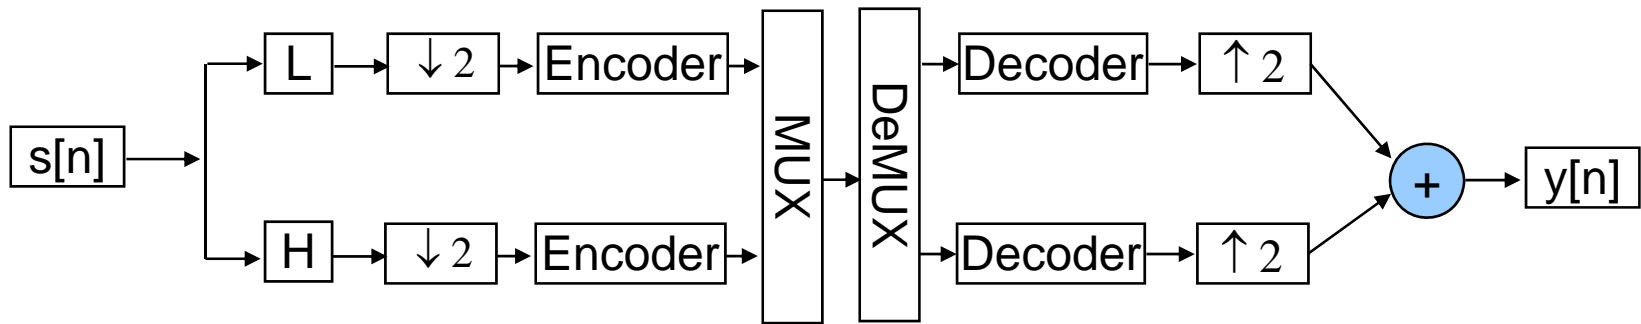 s[n]
L
↓ 2
Encoder
H
↓ 2
Encoder
MUX
DeMUX
Decoder
↑ 2
Decoder
↑ 2
+
y[n]